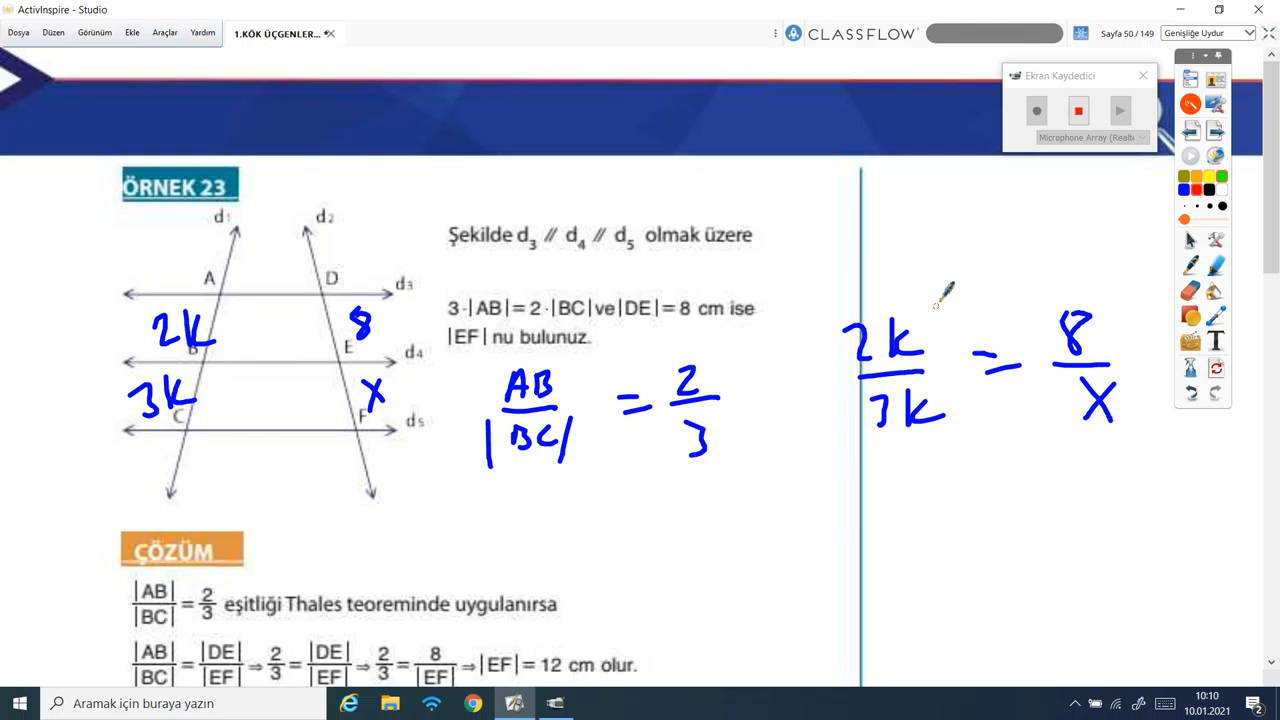 ActivInspire - Studio
Dosya Düzen Görünüm Ekle Araçlar Yardım
1.KÖK ÜÇGENLER...
CLASSFLOW
Sayfa 50 / 149
Genişliğe Uydur
Ekran Kaydedici
Microphone Array (Realte
ÖRNEK 23
d1 d2
A D d3
2k 8
B E d4
3k x
C F d5
Şekilde d3 // d4 // d5 olmak üzere
3·|AB|=2·|BC| ve |DE|=8 cm ise
|EF| nu bulunuz.
AB / |BC| = 2 / 3
2k / 3k = 8 / x
ÇÖZÜM
|AB| / |BC| = 2/3 eşitliği Thales teoreminde uygulanırsa
|AB| / |BC| = |DE| / |EF| ⇒ 2/3 = |DE| / |EF| ⇒ 2/3 = 8 / |EF| ⇒ |EF| = 12 cm olur.
Aramak için buraya yazın
10:10
10.01.2021
2